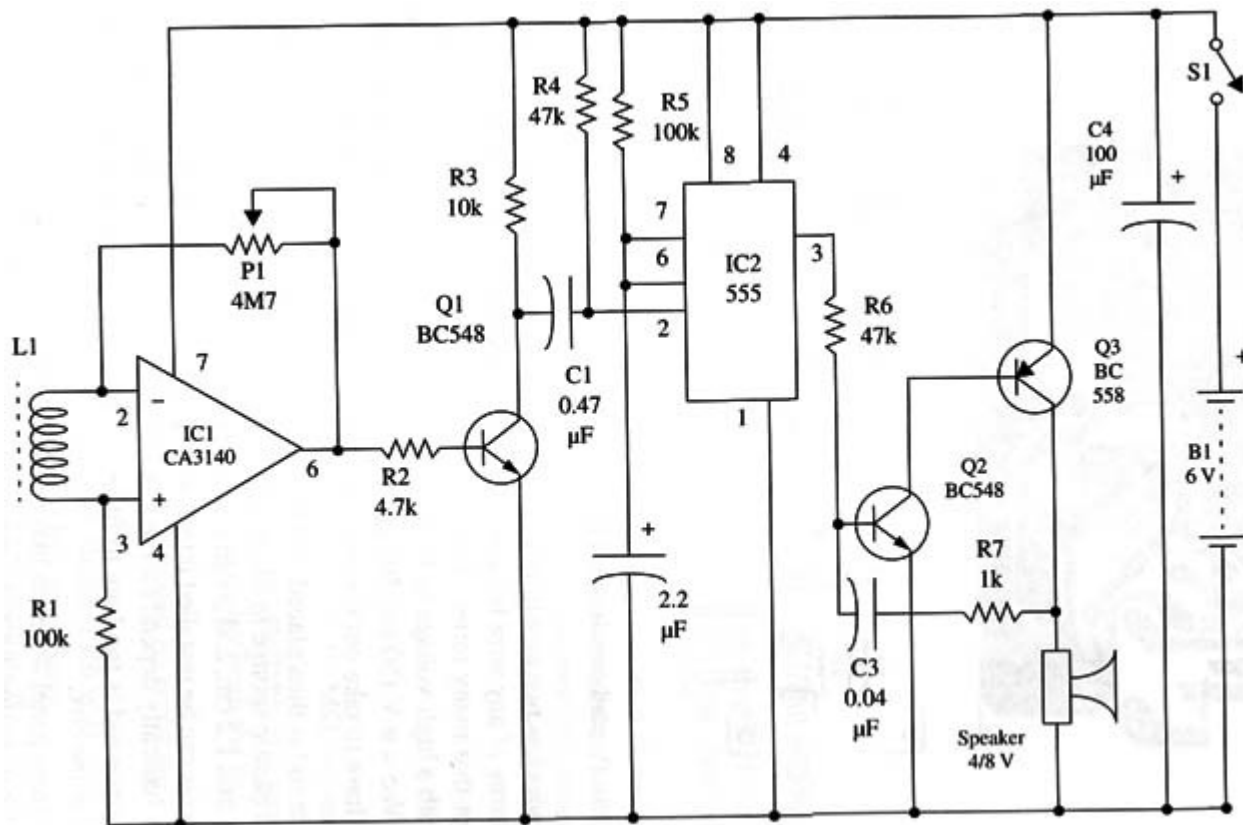 L1
P1
4M7
2
7
IC1
CA3140
6
3
4
R1
100k
R2
4.7k
R3
10k
Q1
BC548
R4
47k
C1
0.47
µF
R5
100k
8
4
7
6
2
IC2
555
3
1
+
2.2
µF
R6
47k
Q2
BC548
C3
0.04
µF
R7
1k
Q3
BC
558
Speaker
4/8 V
C4
100
µF
+
S1
+
B1
6 V
−
+